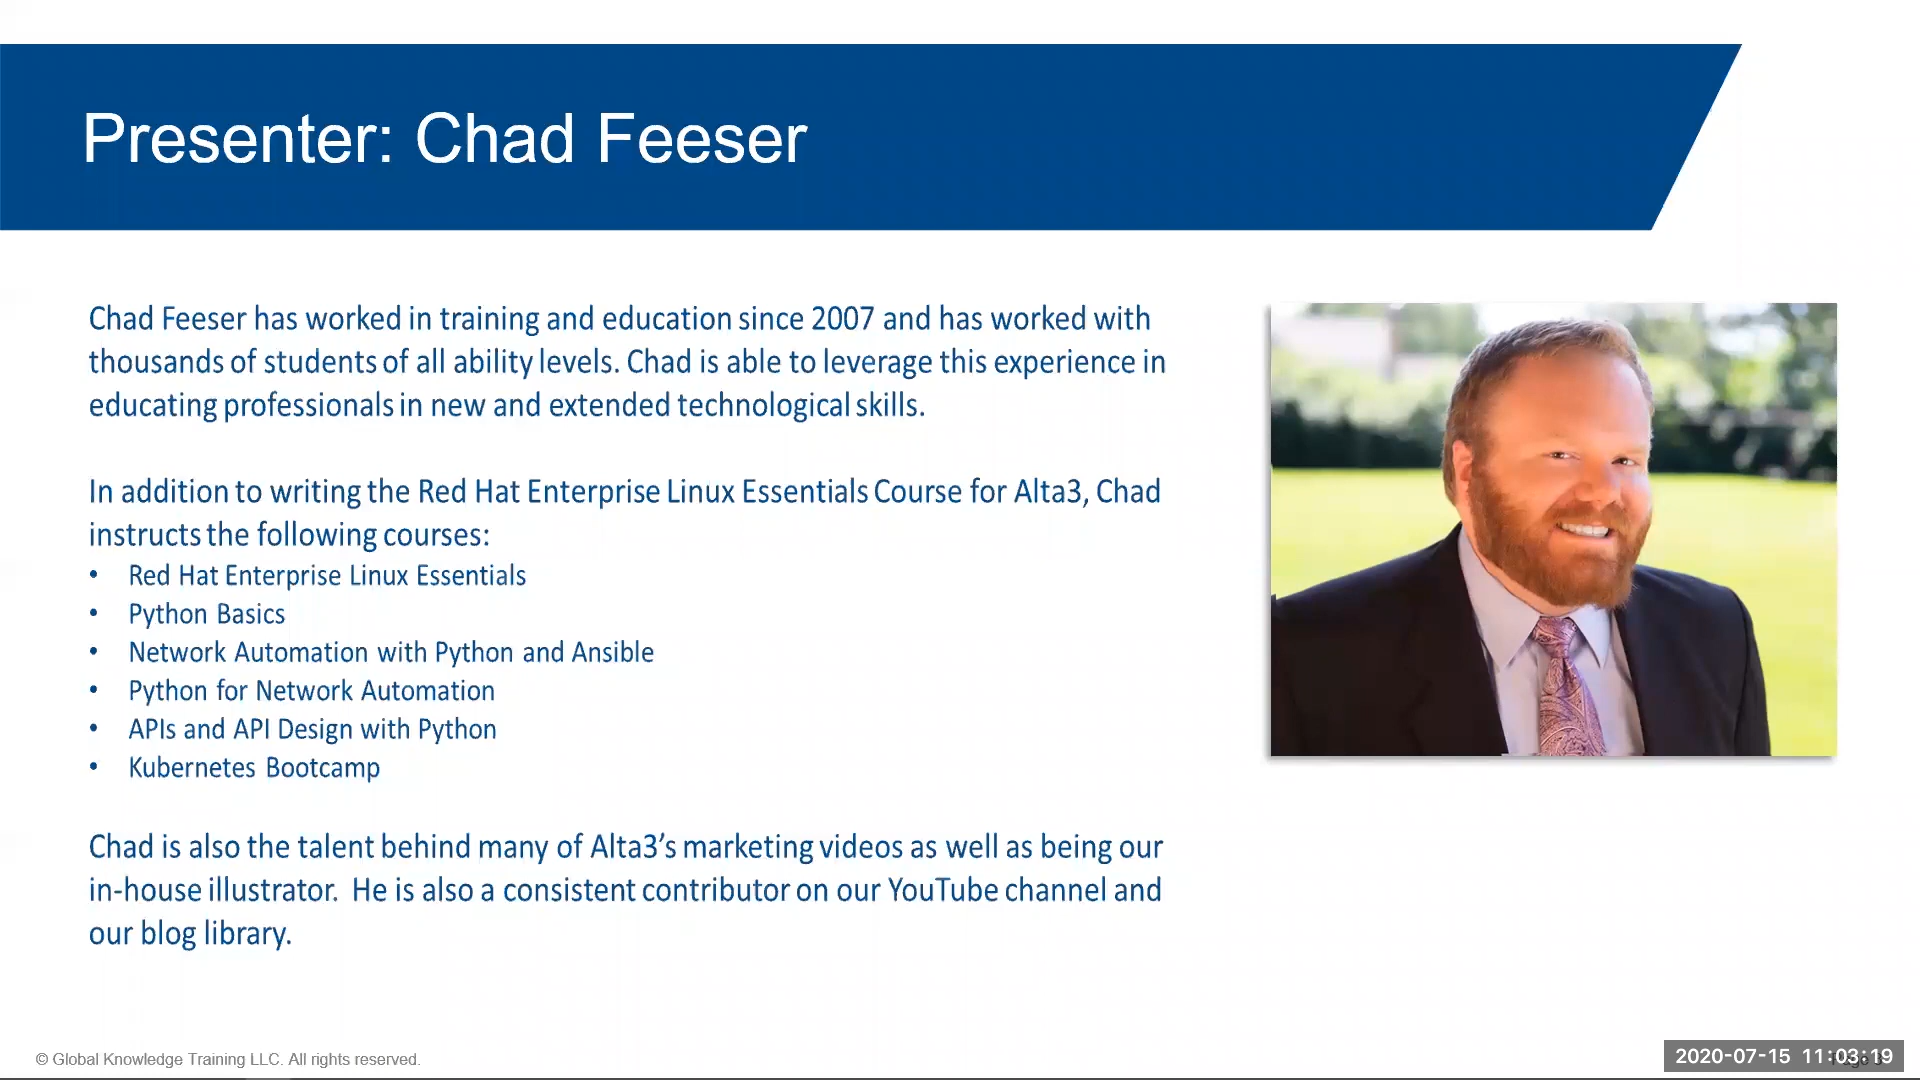 Presenter: Chad Feeser
Chad Feeser has worked in training and education since 2007 and has worked with
thousands of students of all ability levels. Chad is able to leverage this experience in
educating professionals in new and extended technological skills.
In addition to writing the Red Hat Enterprise Linux Essentials Course for Alta3, Chad
instructs the following courses:
• Red Hat Enterprise Linux Essentials
• Python Basics
• Network Automation with Python and Ansible
• Python for Network Automation
• APIs and API Design with Python
• Kubernetes Bootcamp
Chad is also the talent behind many of Alta3’s marketing videos as well as being our
in-house illustrator.  He is also a consistent contributor on our YouTube channel and
our blog library.
© Global Knowledge Training LLC. All rights reserved.
2020-07-15 11:03:19